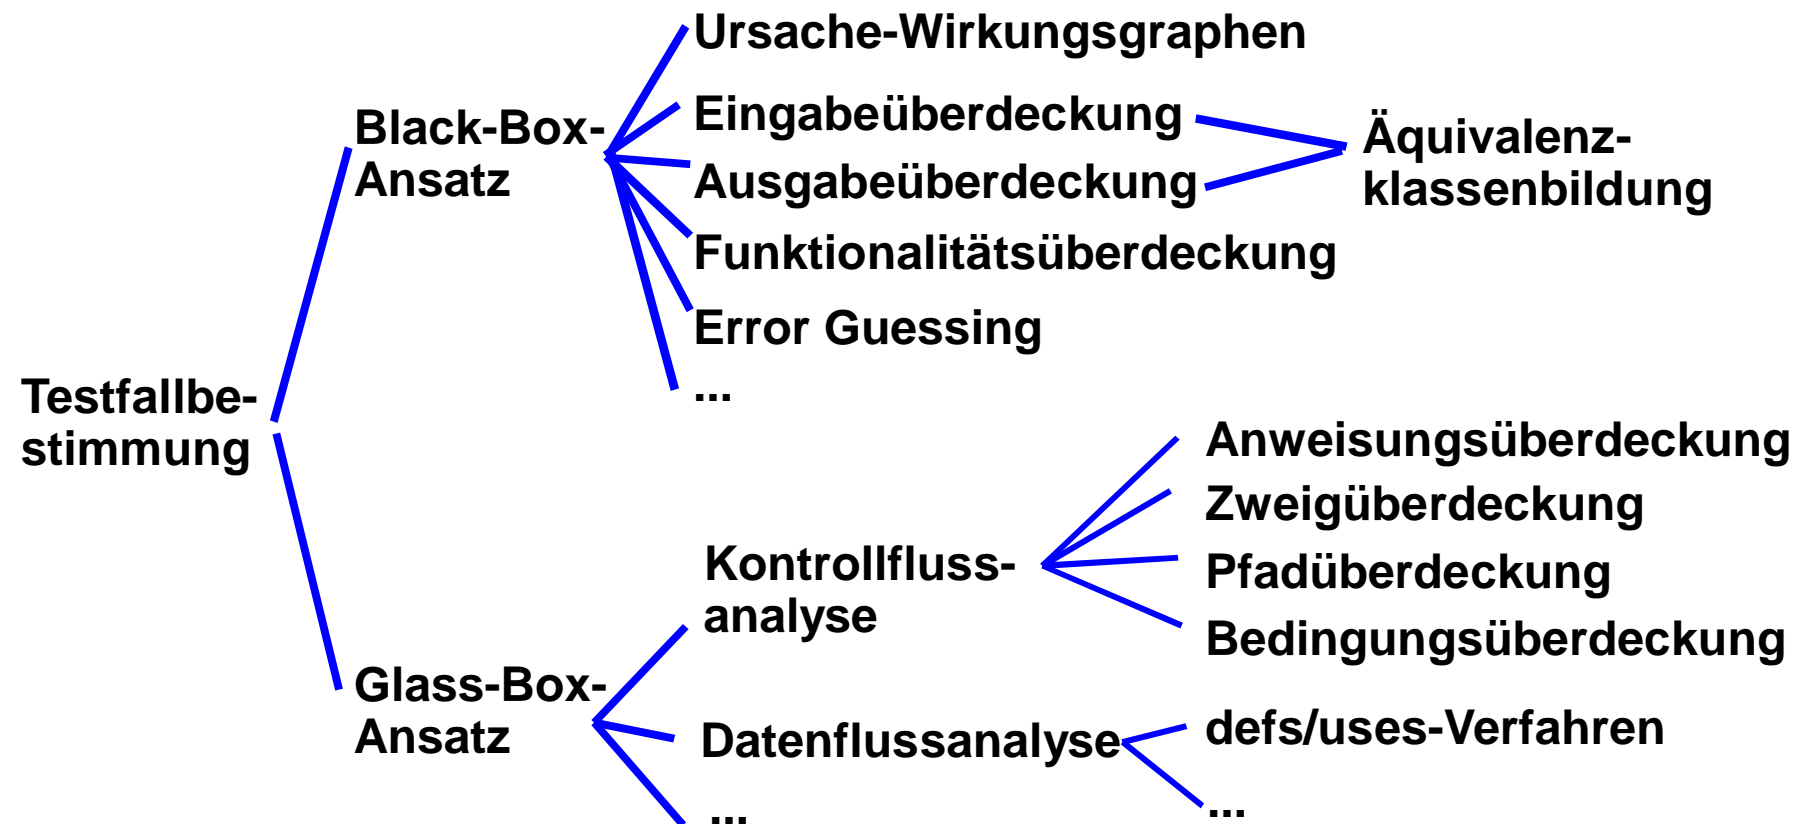 Ursache-Wirkungsgraphen
Black-Box-
Ansatz
Eingabeüberdeckung
Äquivalenz-
klassenbildung
Ausgabeüberdeckung
Funktionalitätsüberdeckung
Error Guessing
...
Testfallbe-
stimmung
Anweisungsüberdeckung
Zweigüberdeckung
Kontrollfluss-
analyse
Pfadüberdeckung
Bedingungsüberdeckung
Glass-Box-
Ansatz
Datenflussanalyse
defs/uses-Verfahren
...
...